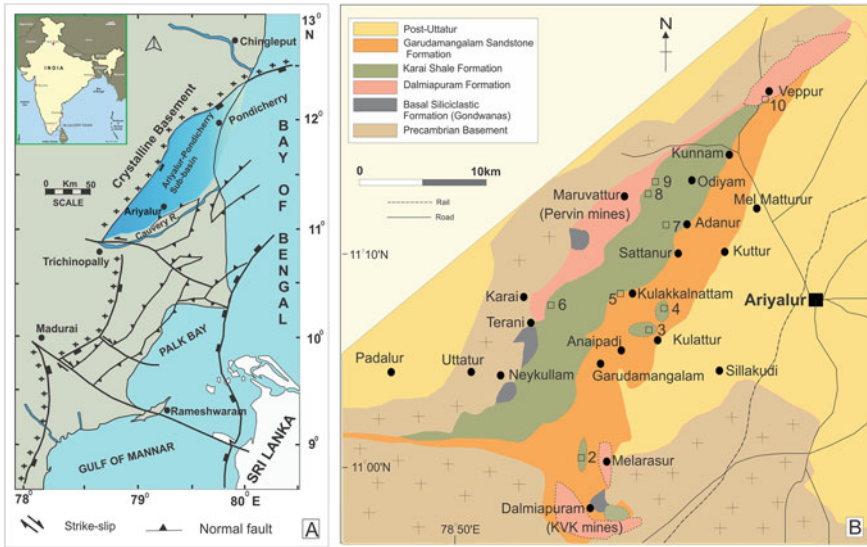 13°
N
INDIA
Chingleput
12°
Pondicherry
Crystalline Basement
Ariyalur-Pondicherry
Sub-basin
BAY OF BENGAL
0 Km 50
SCALE
Ariyalur
Cauvery R.
11°
Trichinopally
Madurai
10°
PALK BAY
Rameshwaram
9°
GULF OF MANNAR
SRI LANKA
78°
79°
80° E
Strike-slip
Normal fault
A
Post-Uttatur
Garudamangalam Sandstone
Formation
Karai Shale Formation
Dalmiapuram Formation
Basal Siliciclastic
Formation (Gondwanas)
Precambrian Basement
N
0
10km
Rail
Road
Veppur
10
Kunnam
9
Odiyam
8
Maruvattur
(Pervin mines)
Mel Matturur
7
Adanur
11°10'
Sattanur
Kuttur
Karai
6
5
Kulakkalnattam
Ariyalur
4
Terani
3
Anaipadi
Kulattur
Padalur
Uttatur
Neykullam
Garudamangalam
Sillakudi
2
Melarasur
11°00'
Dalmiapuram
(KVK mines)
78°50'E
B